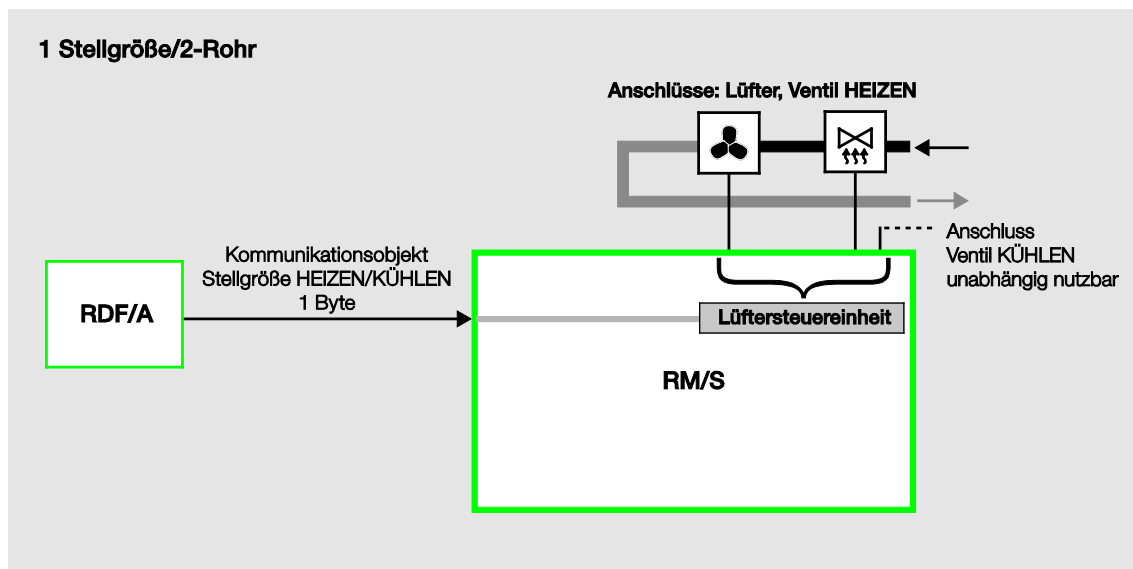 1 Stellgröße/2-Rohr
Anschlüsse: Lüfter, Ventil HEIZEN
Anschluss
Ventil KÜHLEN
unabhängig nutzbar
Kommunikationsobjekt
Stellgröße HEIZEN/KÜHLEN
1 Byte
RDF/A
Lüftersteuereinheit
RM/S